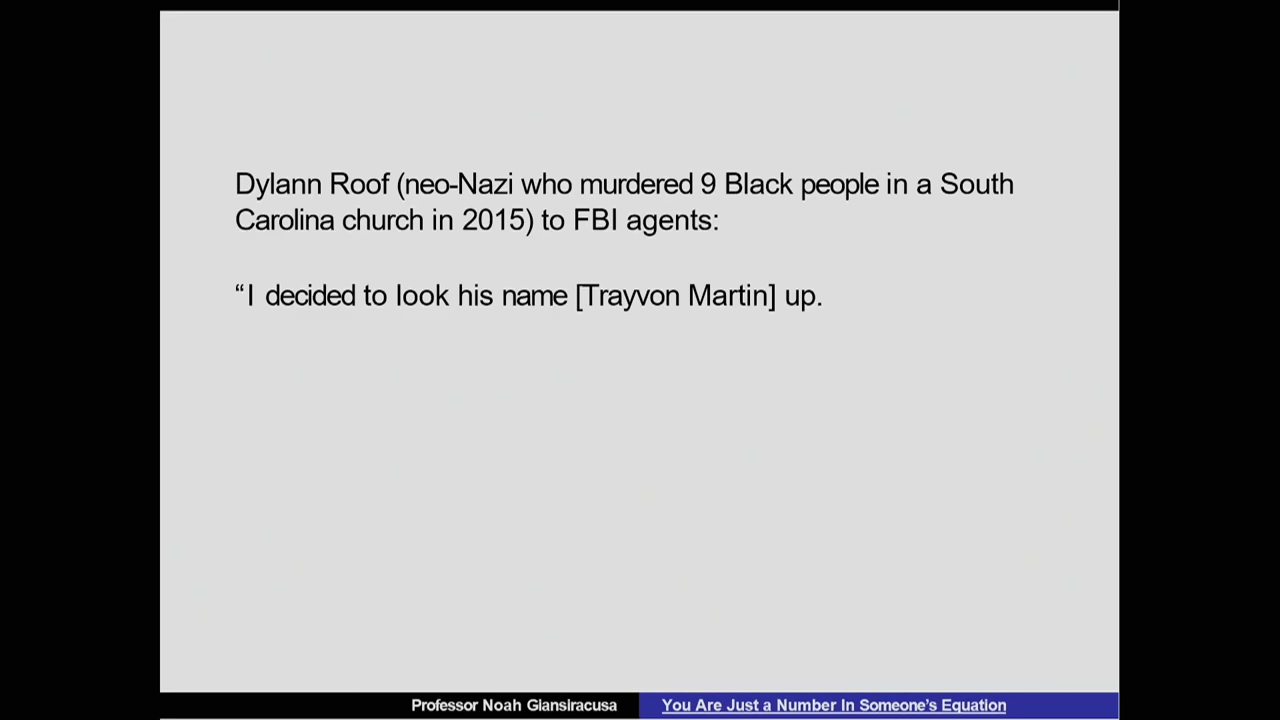 Dylann Roof (neo-Nazi who murdered 9 Black people in a South
Carolina church in 2015) to FBI agents:
“I decided to look his name [Trayvon Martin] up.
Professor Noah Giansiracusa
You Are Just a Number In Someone’s Equation